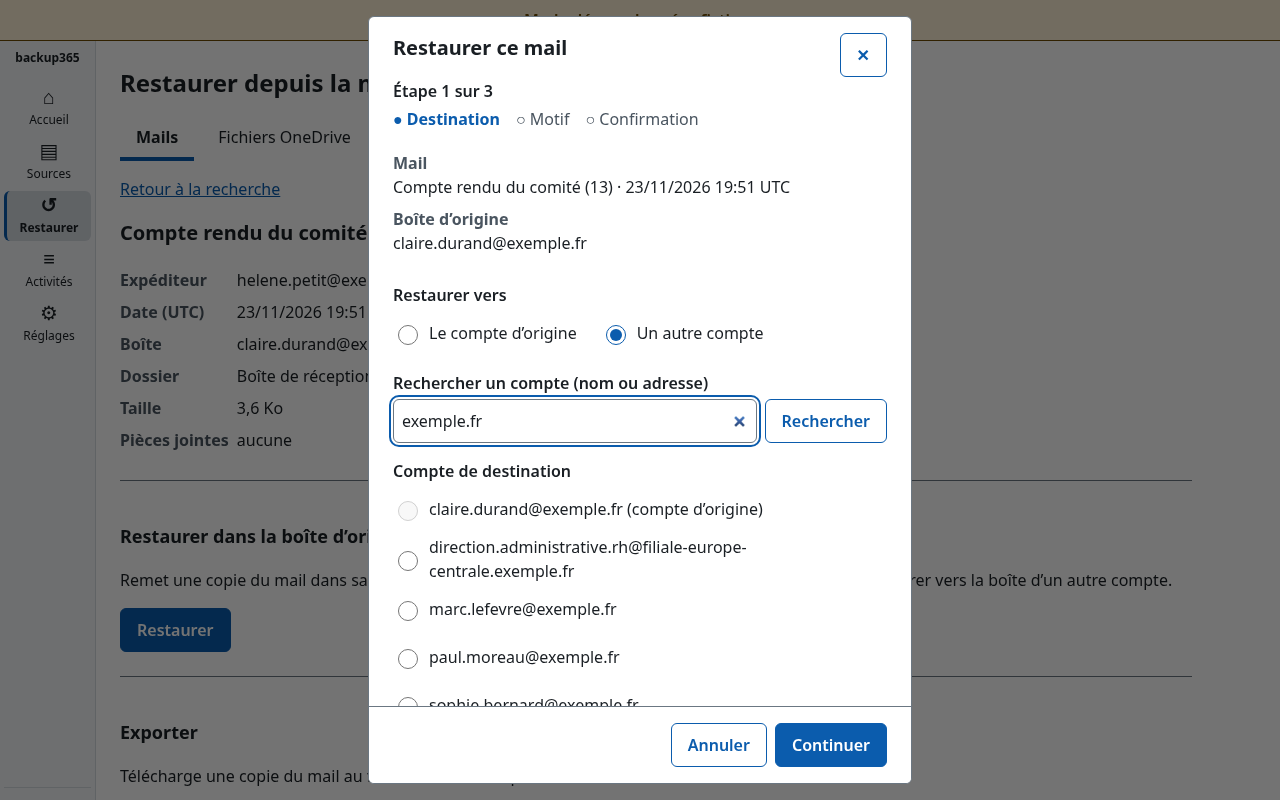 backup365
Accueil
Sources
Restaurer
Activités
Réglages
Restaurer depuis la
Mails
Fichiers OneDrive
Retour à la recherche
Compte rendu du comité
Expéditeur helene.petit@exe
Date (UTC) 23/11/2026 19:51
Boîte claire.durand@ex
Dossier Boîte de réception
Taille 3,6 Ko
Pièces jointes aucune
Restaurer dans la boîte d’ori
Remet une copie du mail dans sa
rer vers la boîte d’un autre compte.
Restaurer
Exporter
Télécharge une copie du mail au
Restaurer ce mail
×
Étape 1 sur 3
● Destination ○ Motif ○ Confirmation
Mail
Compte rendu du comité (13) · 23/11/2026 19:51 UTC
Boîte d’origine
claire.durand@exemple.fr
Restaurer vers
Le compte d’origine
Un autre compte
Rechercher un compte (nom ou adresse)
exemple.fr
Rechercher
Compte de destination
claire.durand@exemple.fr (compte d’origine)
direction.administrative.rh@filiale-europe-
centrale.exemple.fr
marc.lefevre@exemple.fr
paul.moreau@exemple.fr
sophie.bernard@exemple.fr
Annuler
Continuer